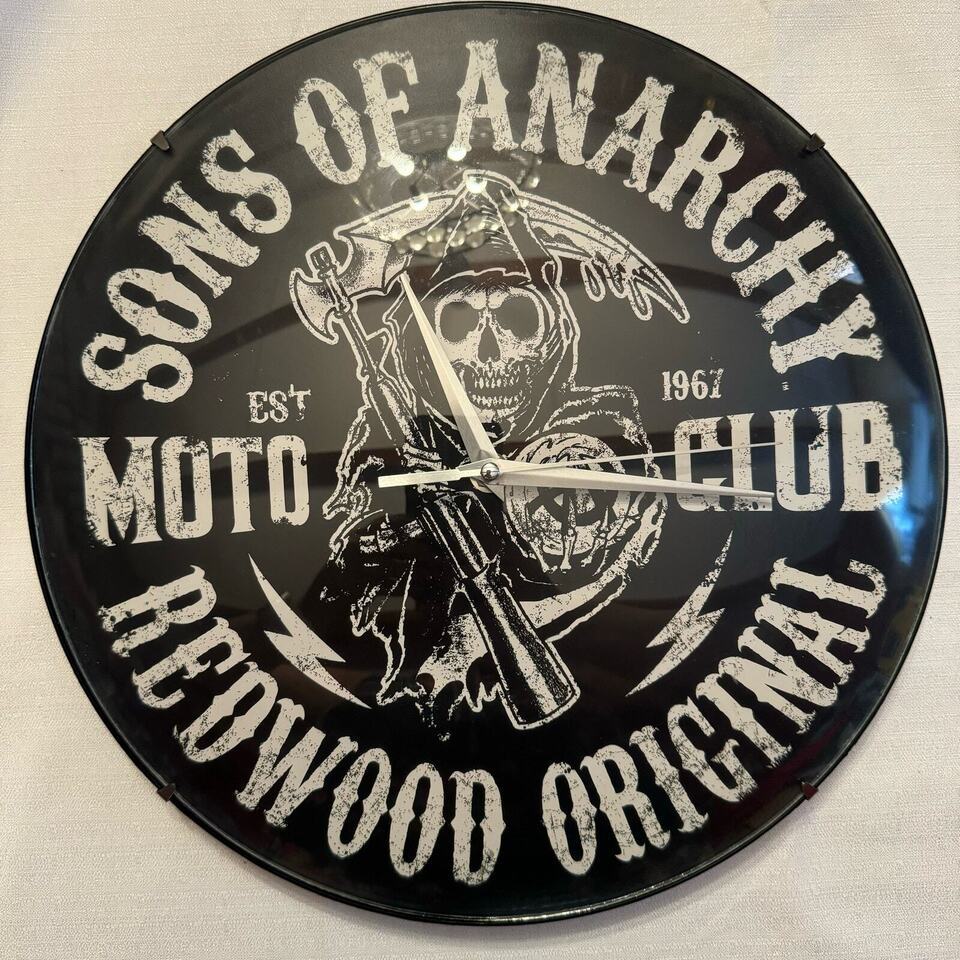 SONS OF ANARCHY
EST 1967
MOTO CLUB
REDWOOD ORIGINAL